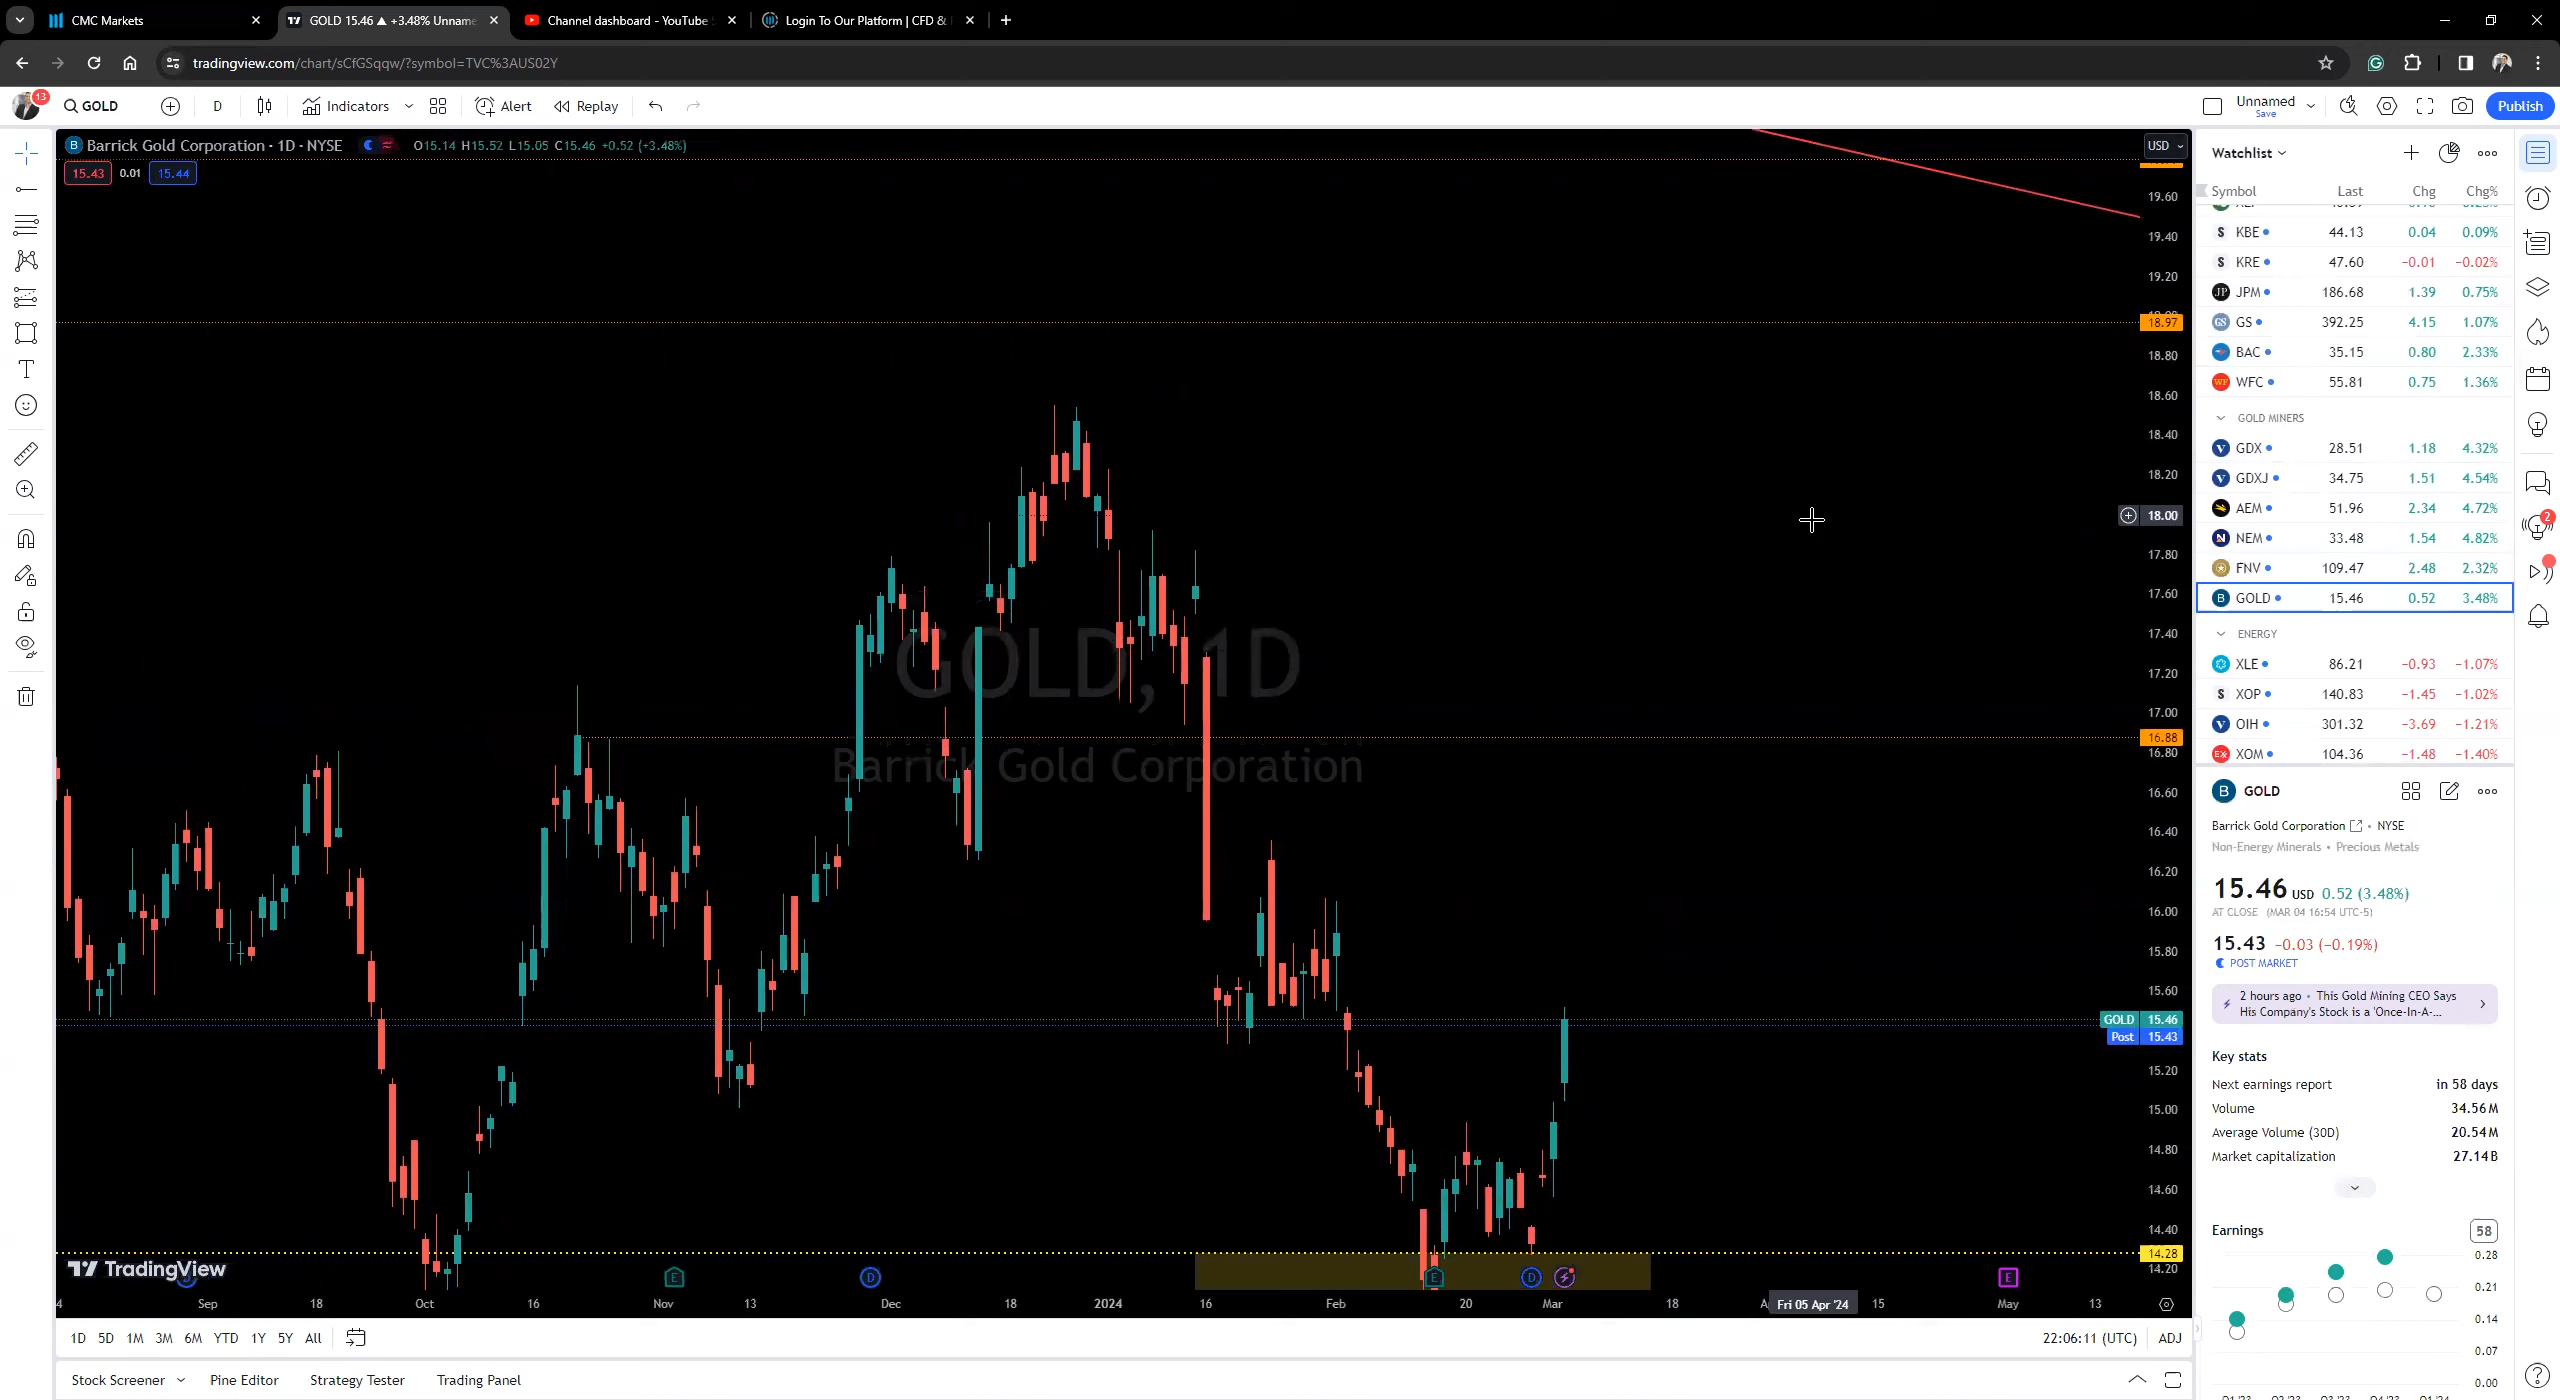 CMC Markets
GOLD 15.46 ▲ +3.48% Unname
Channel dashboard - YouTube
Login To Our Platform | CFD &
tradingview.com/chart/sCfGSqqw/?symbol=TVC%3AUS02Y
13
GOLD
D
Indicators
Alert
Replay
Unnamed
Save
Publish
Barrick Gold Corporation · 1D · NYSE
O15.14 H15.52 L15.05 C15.46 +0.52 (+3.48%)
15.43 0.01 15.44
USD
19.60
19.40
19.20
18.97
18.80
18.60
18.40
18.20
18.00
17.80
17.60
17.40
17.20
17.00
16.88
16.80
16.60
16.40
16.20
16.00
15.80
15.60
GOLD 15.46
Post 15.43
15.20
15.00
14.80
14.60
14.40
14.28
14.20
GOLD, 1D
Barrick Gold Corporation
TradingView
D E D E D E
4 Sep 18 Oct 16 Nov 13 Dec 18 2024 16 Feb 20 Mar 18 Fri 05 Apr '24 15 May 13
1D 5D 1M 3M 6M YTD 1Y 5Y All
22:06:11 (UTC) ADJ
Stock Screener Pine Editor Strategy Tester Trading Panel
Watchlist
Symbol Last Chg Chg%
KBE 44.13 0.04 0.09%
KRE 47.60 −0.01 −0.02%
JPM 186.68 1.39 0.75%
GS 392.25 4.15 1.07%
BAC 35.15 0.80 2.33%
WFC 55.81 0.75 1.36%
GOLD MINERS
GDX 28.51 1.18 4.32%
GDXJ 34.75 1.51 4.54%
AEM 51.96 2.34 4.72%
NEM 33.48 1.54 4.82%
FNV 109.47 2.48 2.32%
GOLD 15.46 0.52 3.48%
ENERGY
XLE 86.21 −0.93 −1.07%
XOP 140.83 −1.45 −1.02%
OIH 301.32 −3.69 −1.21%
XOM 104.36 −1.48 −1.40%
GOLD
Barrick Gold Corporation • NYSE
Non-Energy Minerals • Precious Metals
15.46 USD 0.52 (3.48%)
AT CLOSE (MAR 04 16:54 UTC-5)
15.43 −0.03 (−0.19%)
POST MARKET
2 hours ago • This Gold Mining CEO Says
His Company's Stock is a 'Once-In-A-...
Key stats
Next earnings report in 58 days
Volume 34.56M
Average Volume (30D) 20.54M
Market capitalization 27.14B
Earnings 58
0.28
0.21
0.14
0.07
0.00
2